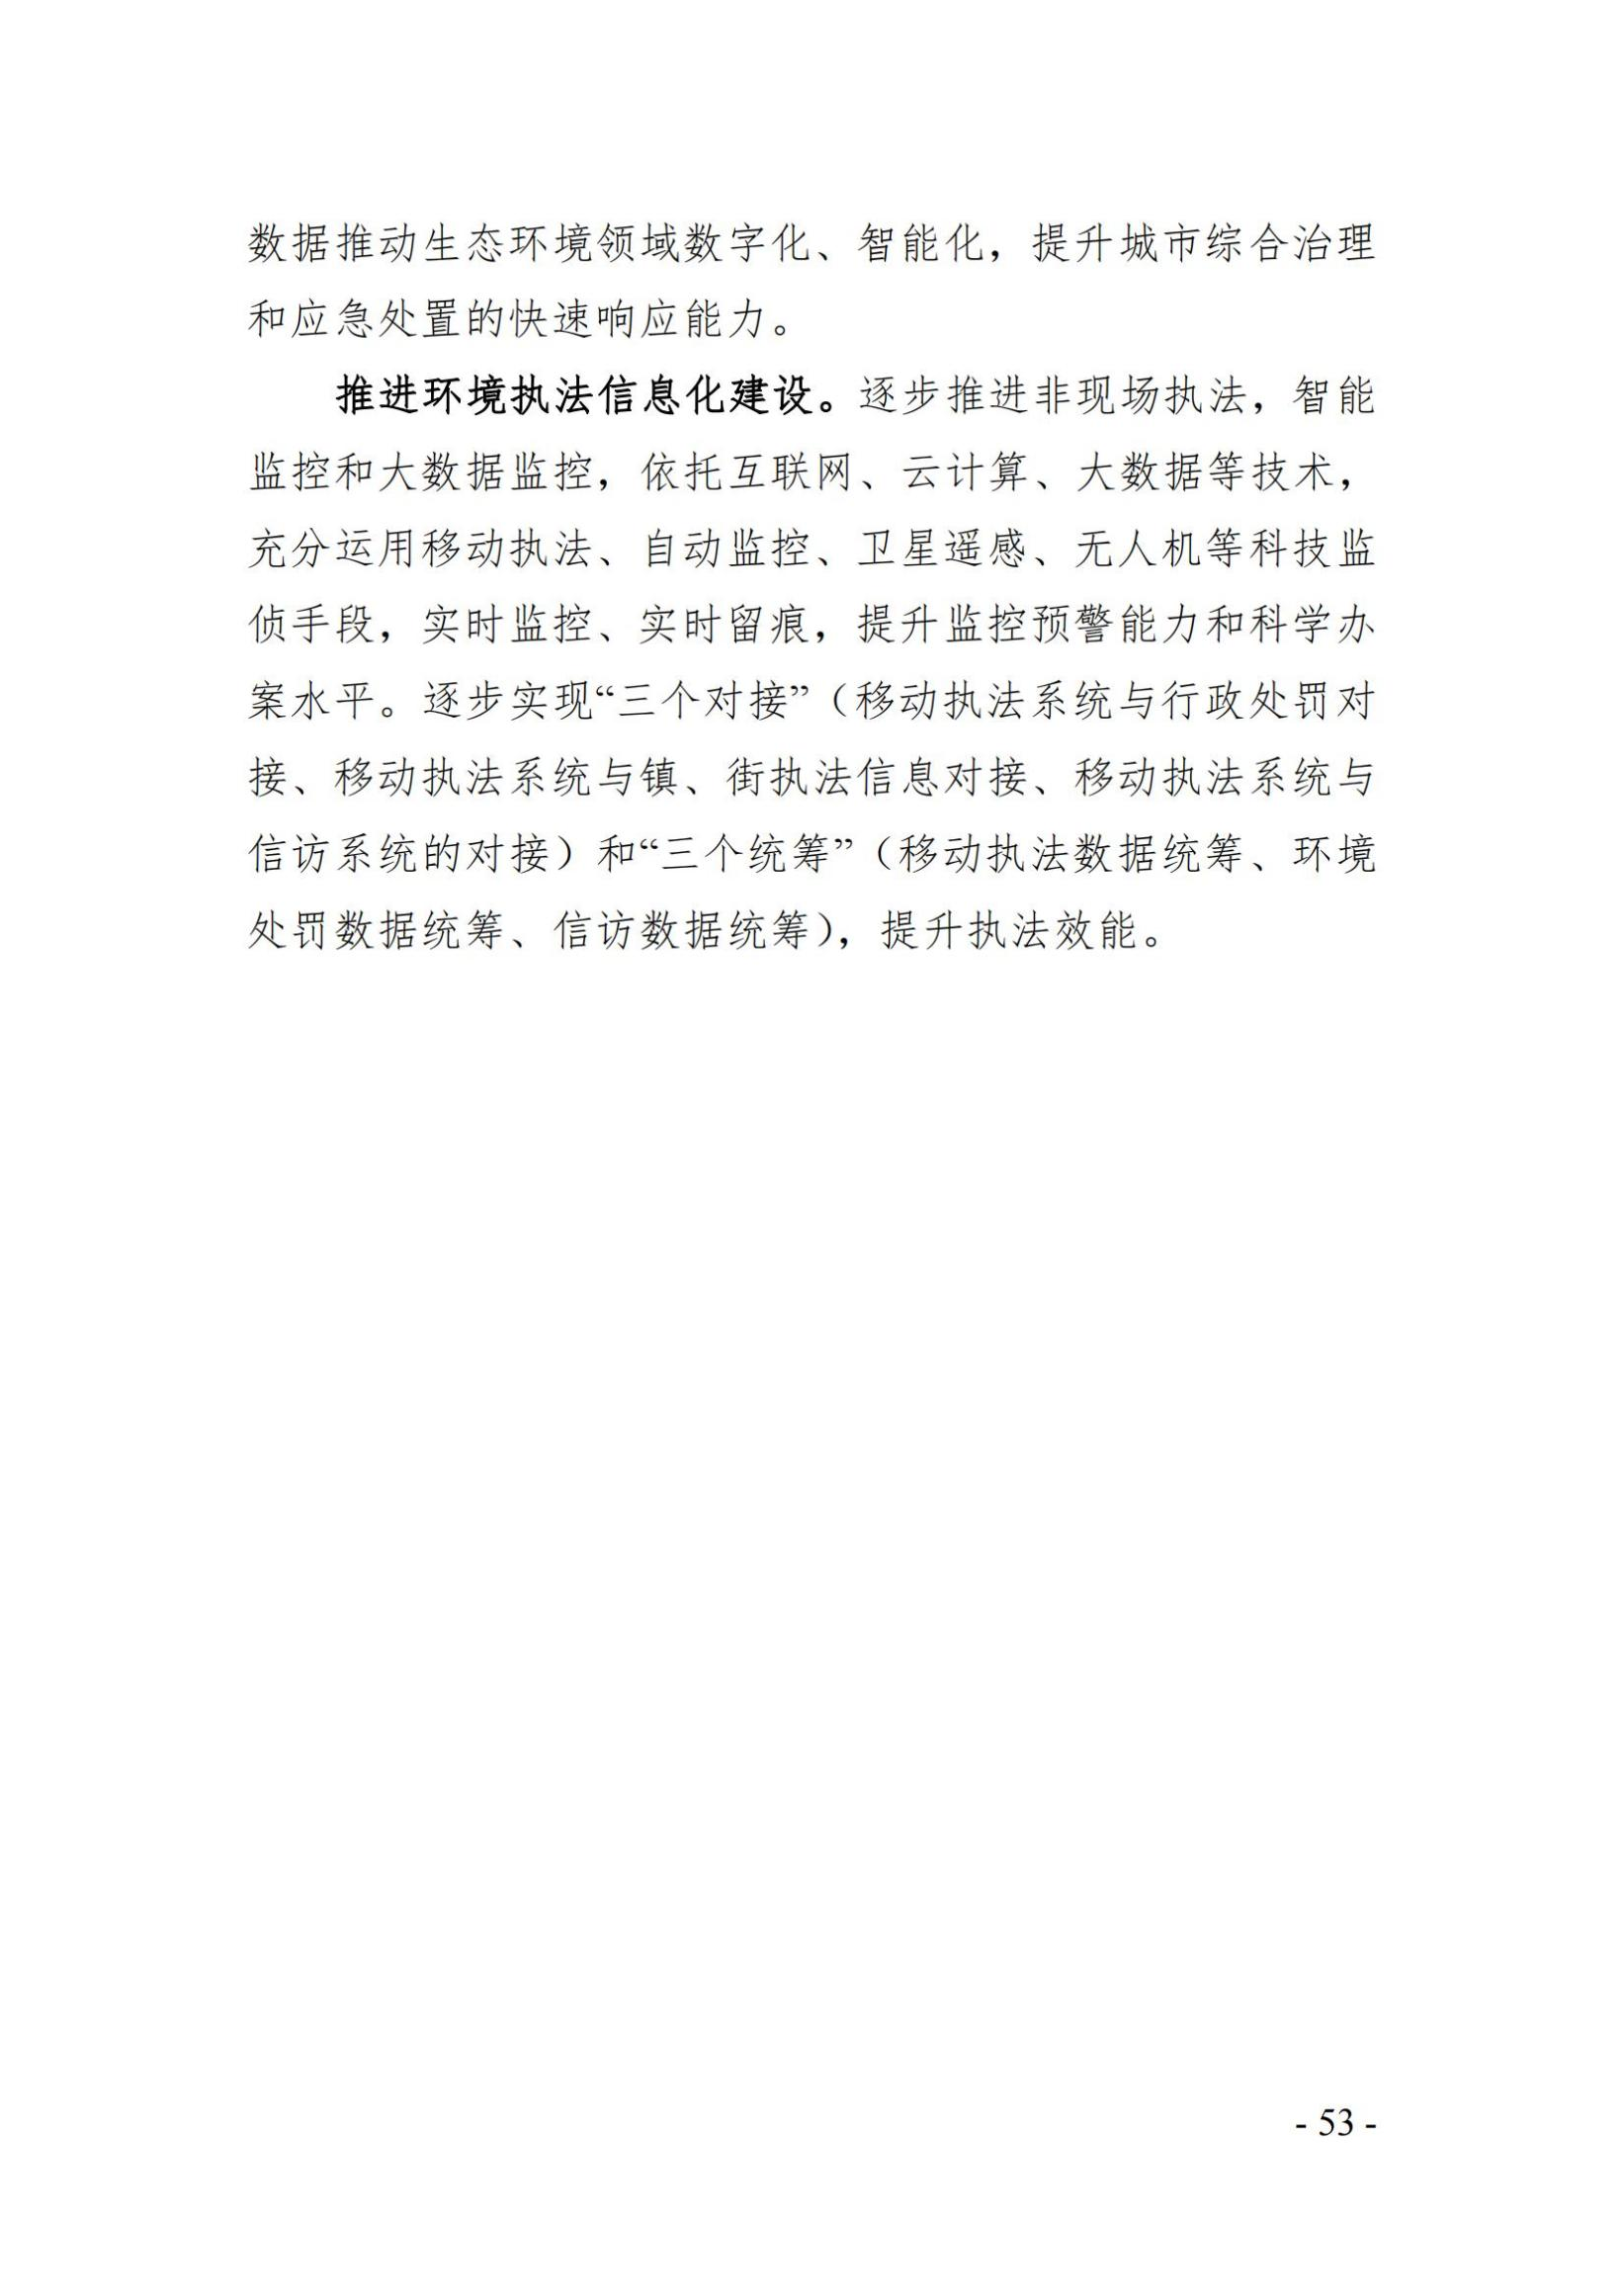 数据推动生态环境领域数字化、智能化，提升城市综合治理
和应急处置的快速响应能力。
推进环境执法信息化建设。逐步推进非现场执法，智能
监控和大数据监控，依托互联网、云计算、大数据等技术，
充分运用移动执法、自动监控、卫星遥感、无人机等科技监
侦手段，实时监控、实时留痕，提升监控预警能力和科学办
案水平。逐步实现“三个对接”（移动执法系统与行政处罚对
接、移动执法系统与镇、街执法信息对接、移动执法系统与
信访系统的对接）和“三个统筹”（移动执法数据统筹、环境
处罚数据统筹、信访数据统筹），提升执法效能。
- 53 -